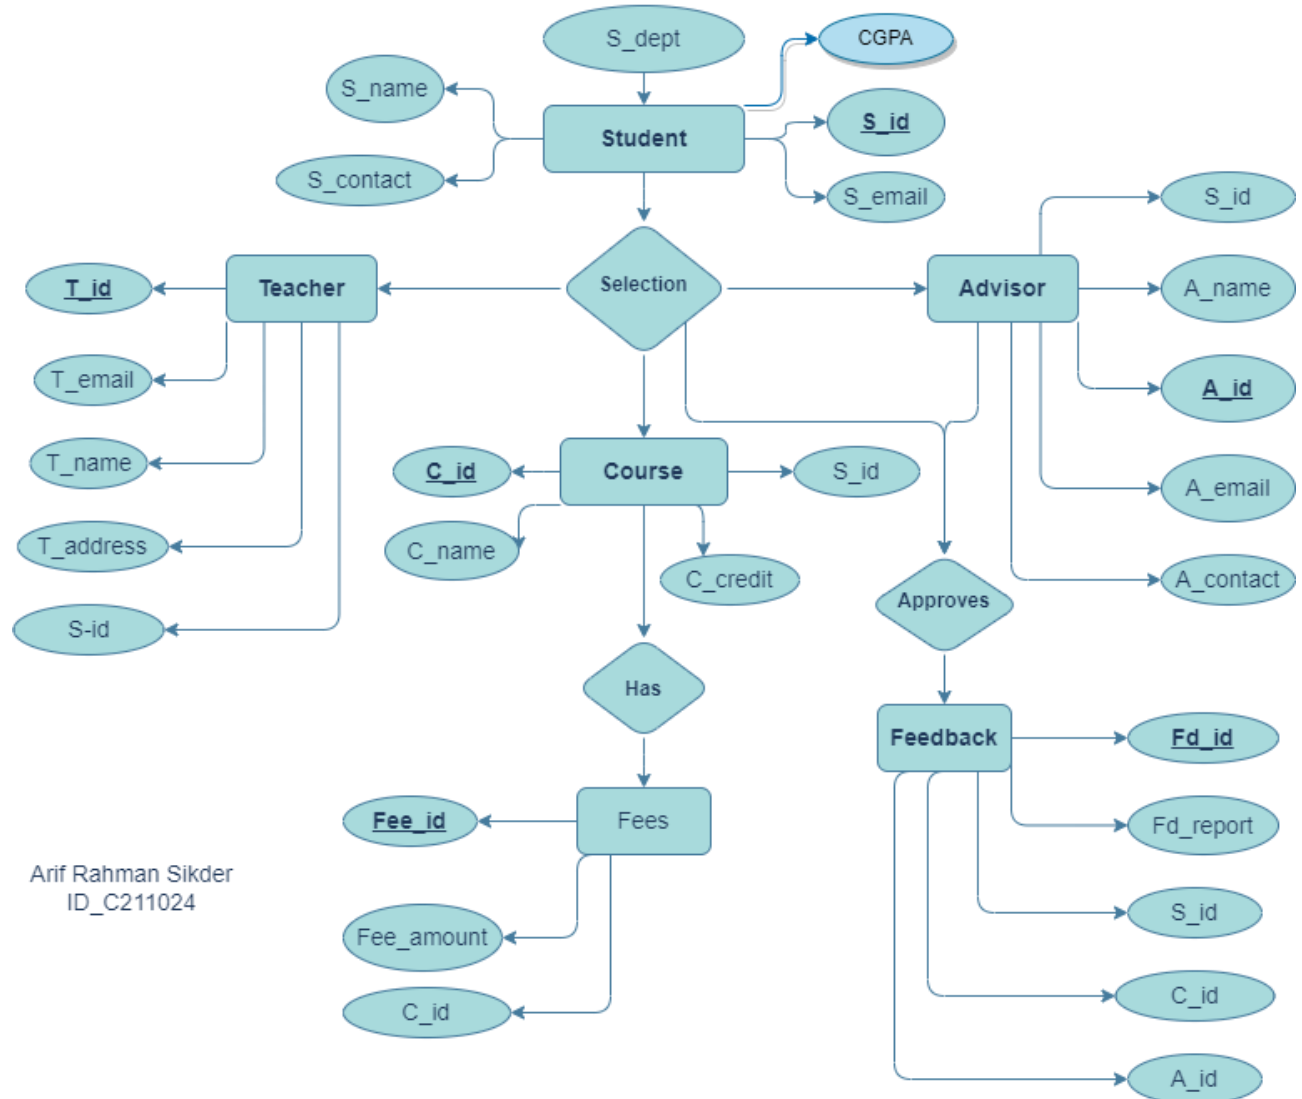 S_dept
CGPA
S_name
S_id
Student
S_contact
S_email
S_id
T_id
Teacher
Selection
Advisor
A_name
T_email
A_id
T_name
C_id
Course
S_id
A_email
T_address
C_name
C_credit
A_contact
Approves
S-id
Has
Feedback
Fd_id
Fee_id
Fees
Fd_report
Arif Rahman Sikder
ID_C211024
S_id
Fee_amount
C_id
C_id
A_id